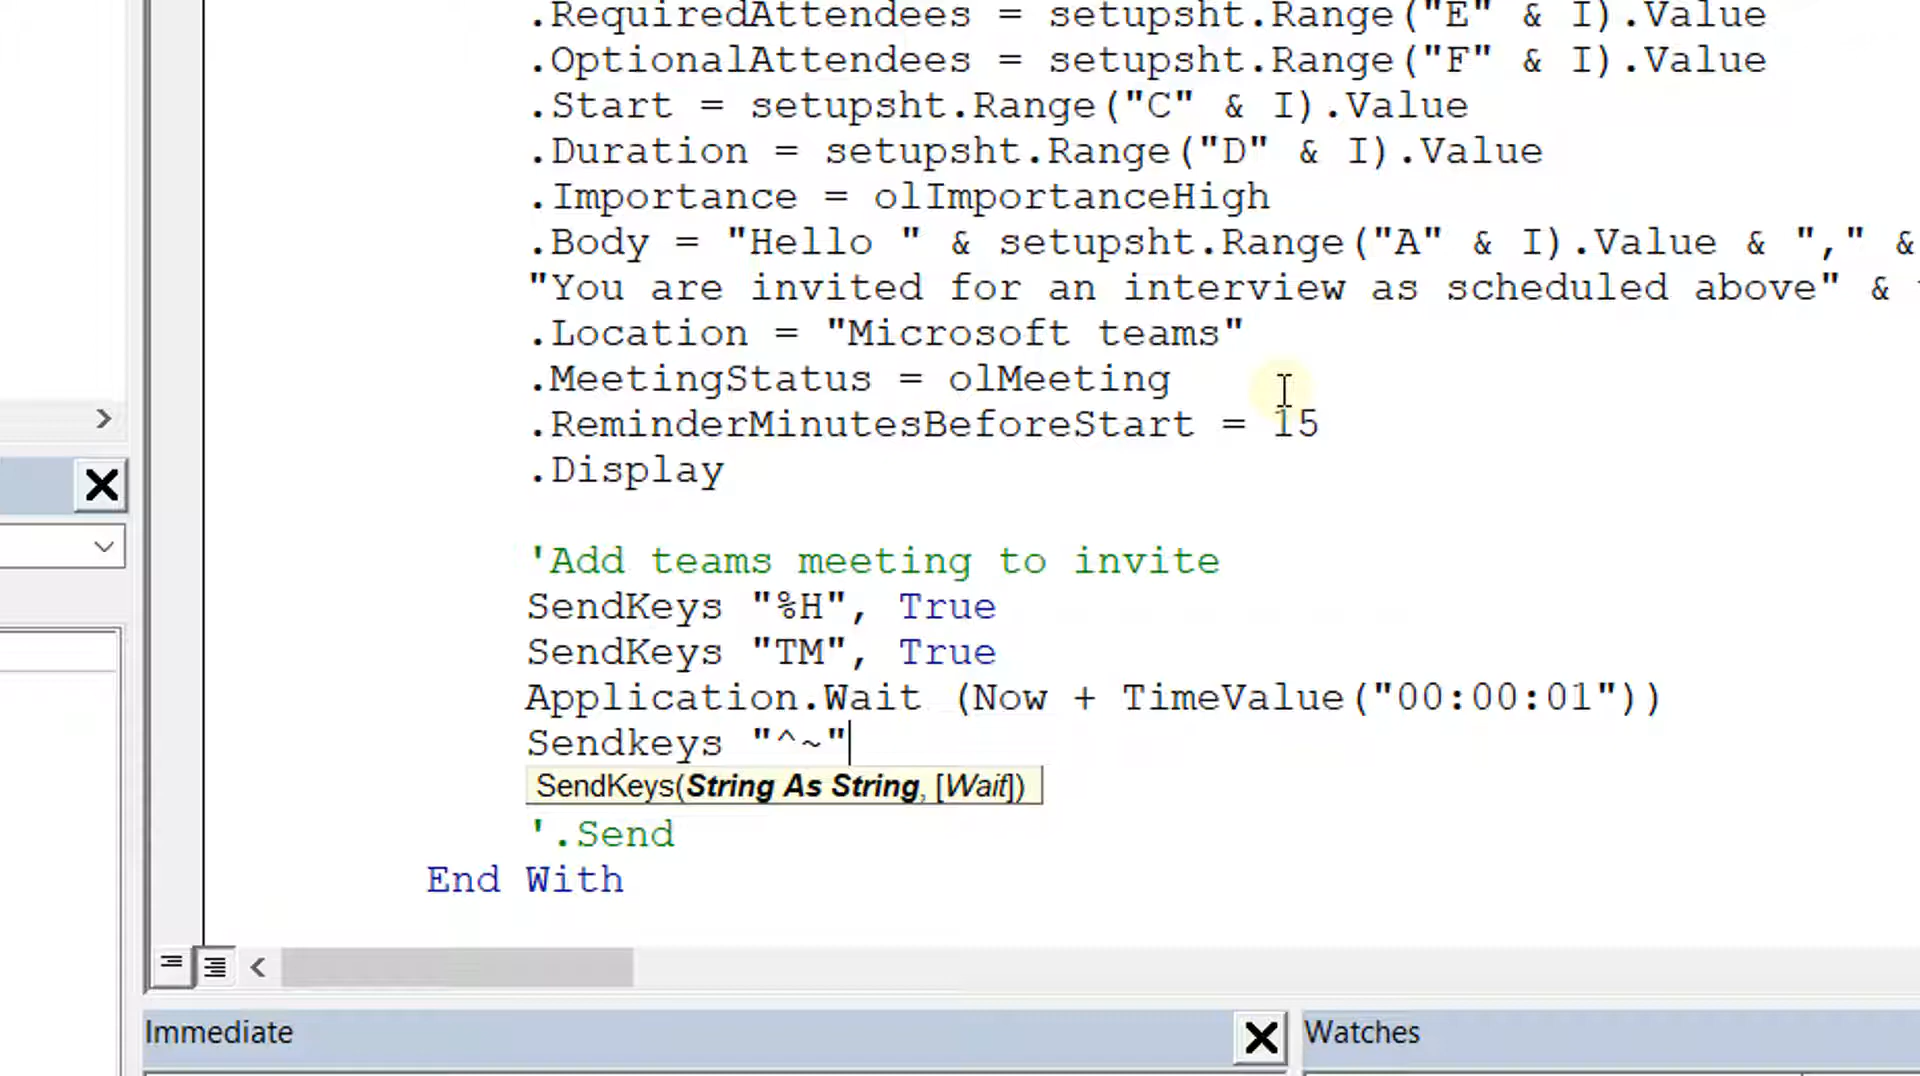 .RequiredAttendees = setupsht.Range("E" & I).Value
.OptionalAttendees = setupsht.Range("F" & I).Value
.Start = setupsht.Range("C" & I).Value
.Duration = setupsht.Range("D" & I).Value
.Importance = olImportanceHigh
.Body = "Hello " & setupsht.Range("A" & I).Value & "," &
"You are invited for an interview as scheduled above" &
.Location = "Microsoft teams"
.MeetingStatus = olMeeting
.ReminderMinutesBeforeStart = 15
.Display
'Add teams meeting to invite
SendKeys "%H", True
SendKeys "TM", True
Application.Wait (Now + TimeValue("00:00:01"))
Sendkeys "^~"
SendKeys(String As String, [Wait])
'.Send
End With
Immediate
Watches